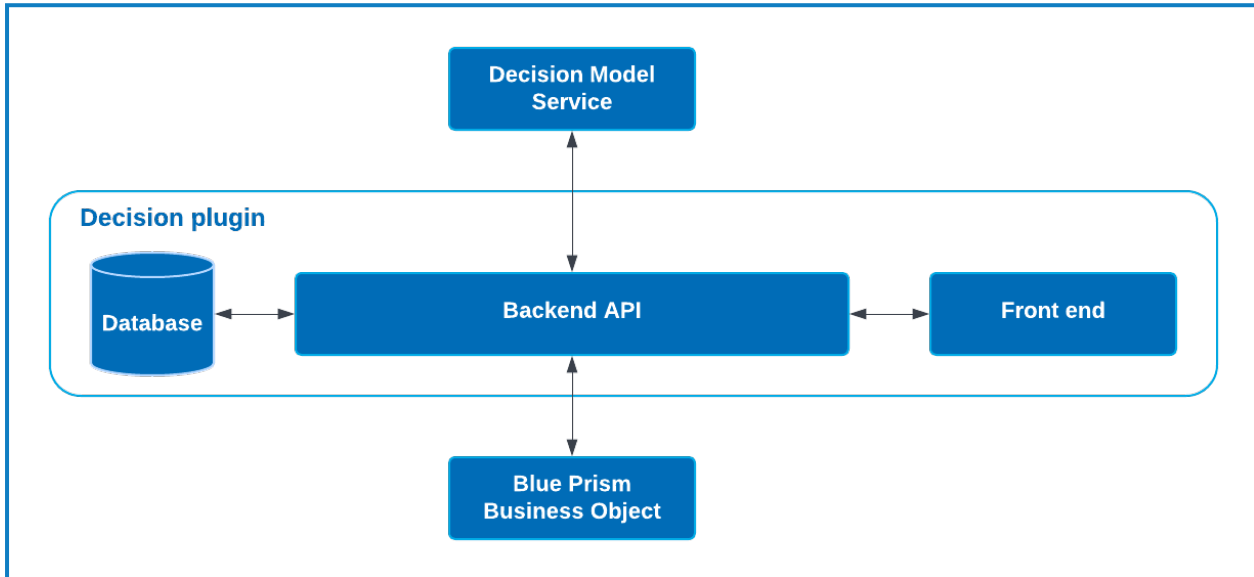 Decision Model
Service
Decision plugin
Database
Backend API
Front end
Blue Prism
Business Object